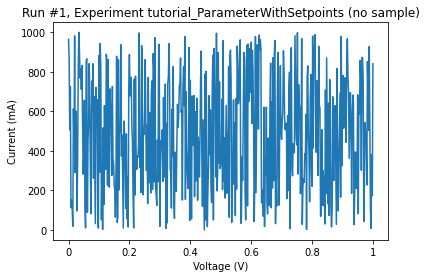 Run #1, Experiment tutorial_ParameterWithSetpoints (no sample)
1000
800
600
400
200
0
Current (mA)
0 0.2 0.4 0.6 0.8 1
Voltage (V)